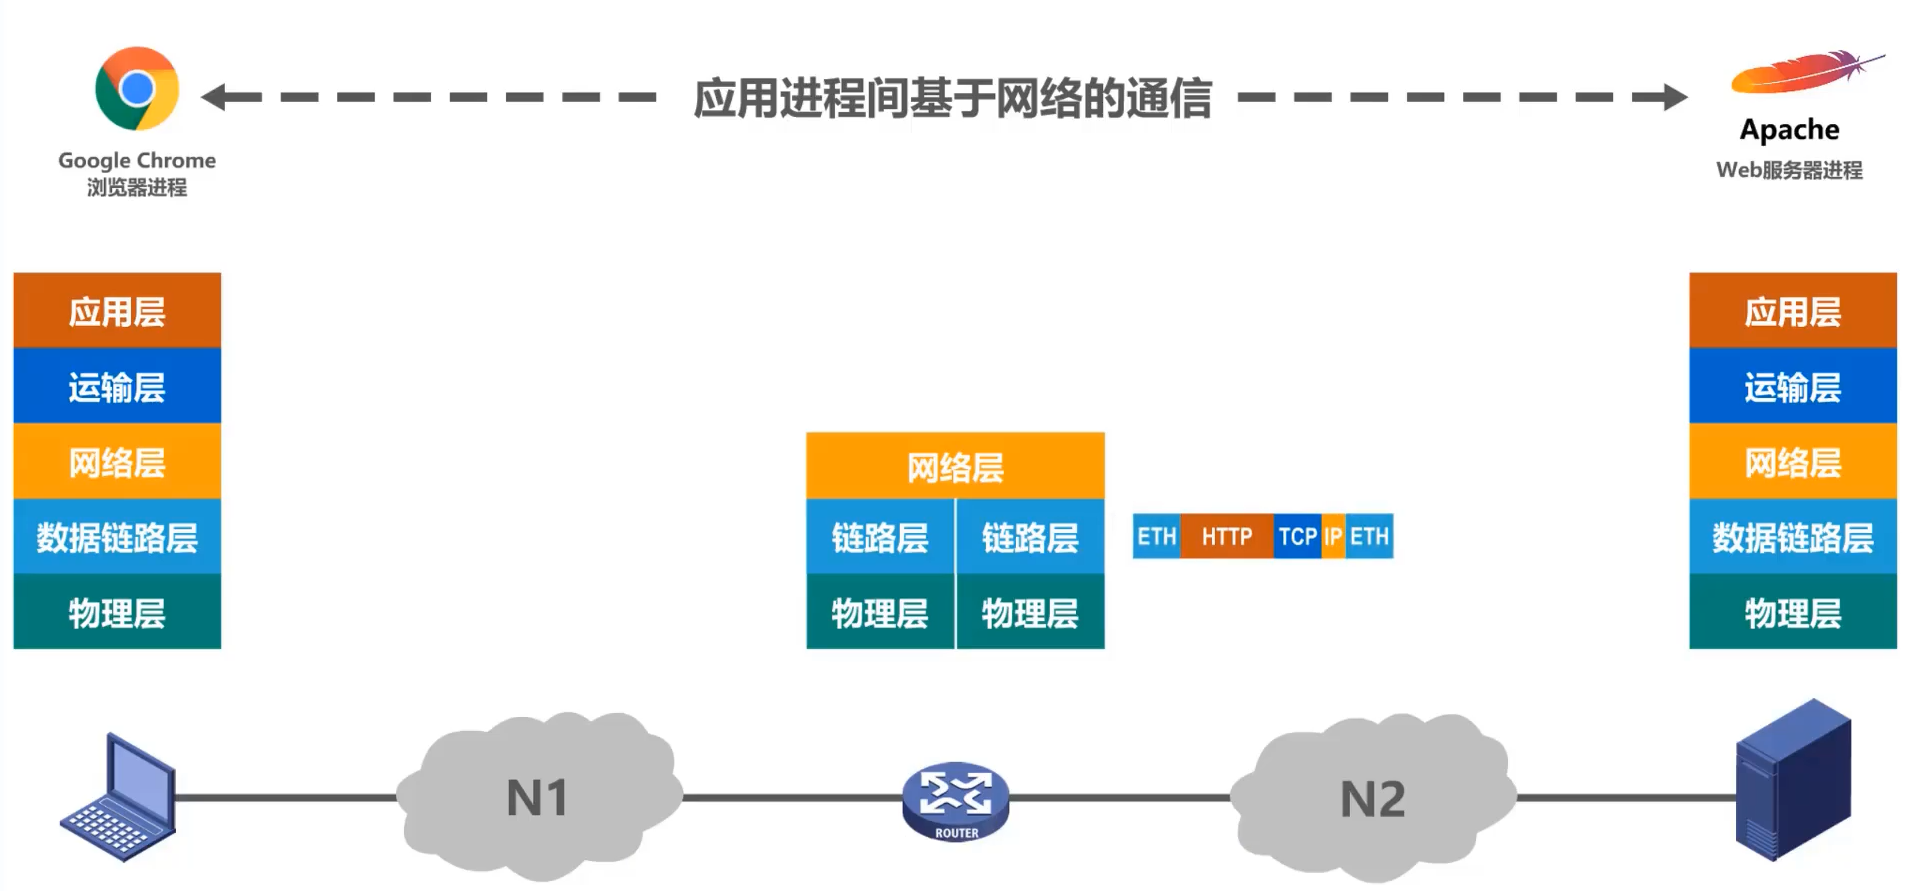 应用进程间基于网络的通信
Google Chrome
浏览器进程
Apache
Web服务器进程
应用层
运输层
网络层
数据链路层
物理层
网络层
链路层 链路层
物理层 物理层
ETH HTTP TCP IP ETH
应用层
运输层
网络层
数据链路层
物理层
N1
ROUTER
N2